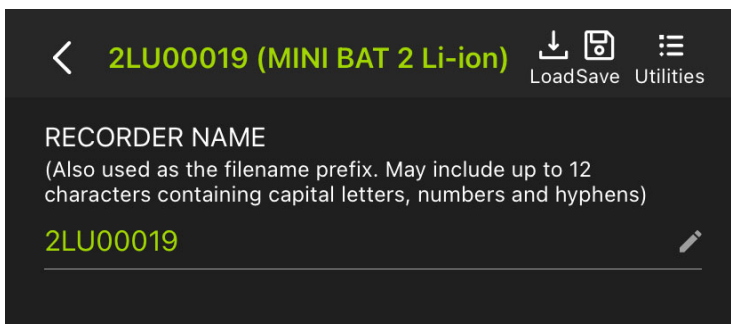 2LU00019 (MINI BAT 2 Li-ion)
Load Save Utilities
RECORDER NAME
(Also used as the filename prefix. May include up to 12
characters containing capital letters, numbers and hyphens)
2LU00019